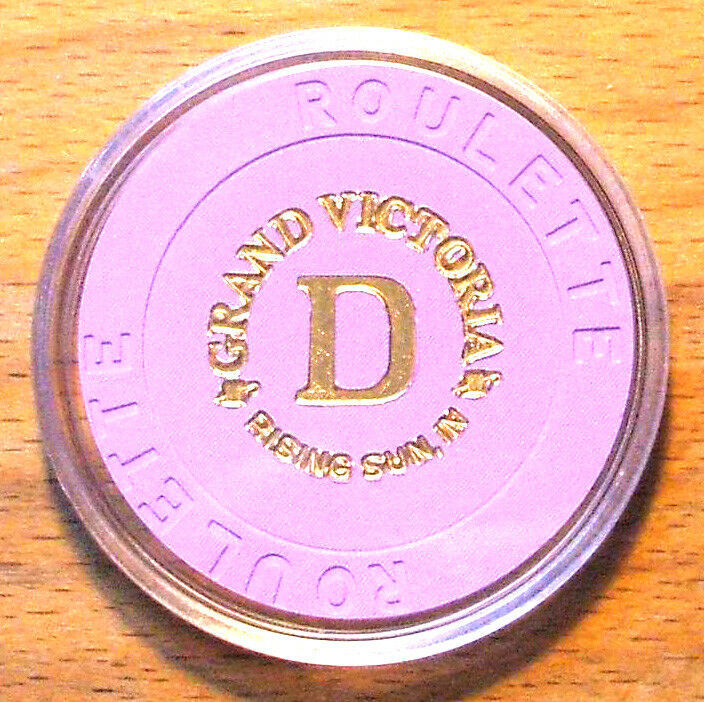 ROULETTE
GRAND VICTORIA
D
RISING SUN, IN
ROULETTE